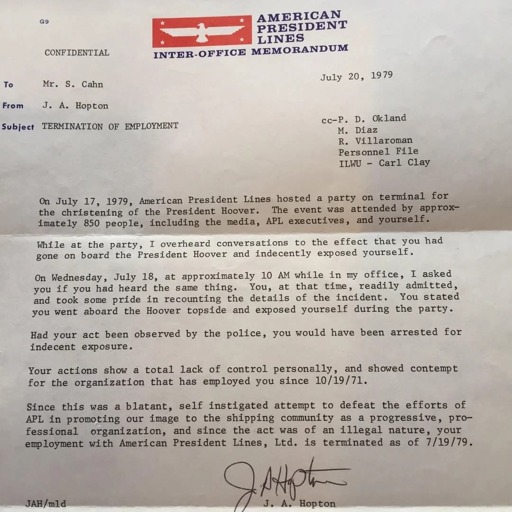 G9
AMERICAN
PRESIDENT
LINES
INTER-OFFICE MEMORANDUM
CONFIDENTIAL
July 20, 1979
To Mr. S. Cahn
From J. A. Hopton
Subject TERMINATION OF EMPLOYMENT
cc-P. D. Okland
M. Diaz
R. Villaroman
Personnel File
ILWU - Carl Clay
On July 17, 1979, American President Lines hosted a party on terminal for
the christening of the President Hoover. The event was attended by approx-
imately 850 people, including the media, APL executives, and yourself.
While at the party, I overheard conversations to the effect that you had
gone on board the President Hoover and indecently exposed yourself.
On Wednesday, July 18, at approximately 10 AM while in my office, I asked
you if you had heard the same thing. You, at that time, readily admitted,
and took some pride in recounting the details of the incident. You stated
you went aboard the Hoover topside and exposed yourself during the party.
Had your act been observed by the police, you would have been arrested for
indecent exposure.
Your actions show a total lack of control personally, and showed contempt
for the organization that has employed you since 10/19/71.
Since this was a blatant, self instigated attempt to defeat the efforts of
APL in promoting our image to the shipping community as a progressive, pro-
fessional organization, and since the act was of an illegal nature, your
employment with American President Lines, Ltd. is terminated as of 7/19/79.
J A Hopton
JAH/mld J. A. Hopton